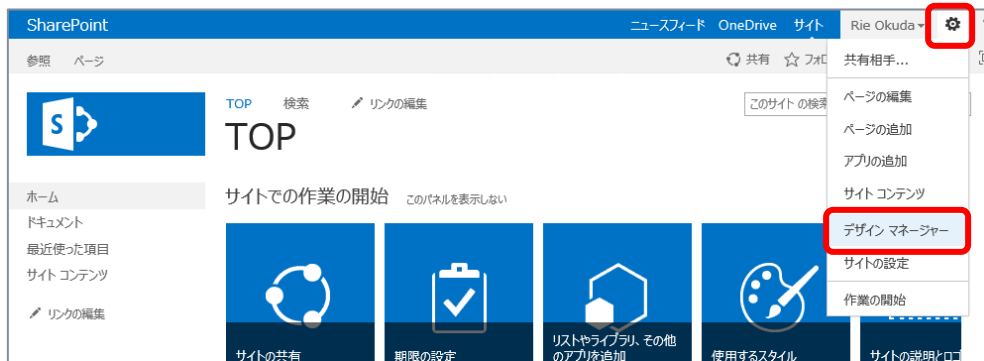 SharePoint ニュースフィード OneDrive サイト Rie Okuda
参照 ページ 共有
共有相手...
ページの編集
ページの追加
アプリの追加
サイト コンテンツ
デザイン マネージャー
サイトの設定
作業の開始
S
TOP 検索 リンクの編集
このサイト の検索
TOP
ホーム
ドキュメント
最近使った項目
サイト コンテンツ
リンクの編集
サイトでの作業の開始 このパネルを表示しない
サイトの共有
期限の設定
リストやライブラリ、その他
のアプリを追加
使用するスタイル
サイトの説明とロゴ